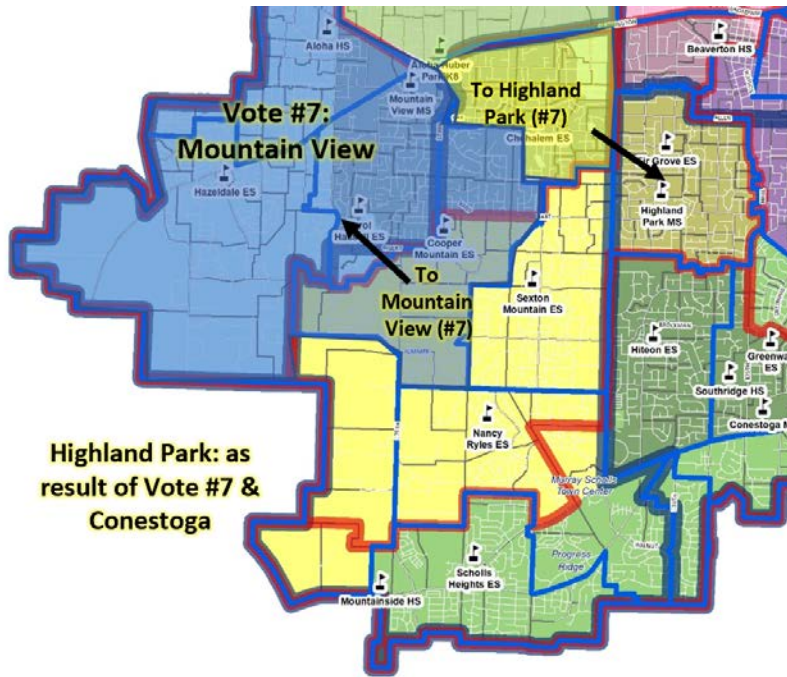 Aloha HS
Beaverton HS
Aloha Huber
Park K8
Mountain
View MS
To Highland
Park (#7)
Vote #7:
Mountain View
Chehalem ES
Fir Grove ES
Hazeldale ES
Highland
Park MS
ES
Cooper
Mountain ES
To
Mountain
View (#7)
Sexton
Mountain ES
Hiteon ES
ES
Southridge HS
Conestoga M
Nancy
Ryles ES
Highland Park: as
result of Vote #7 &
Conestoga
Murray Scholls
Town Center
WALNUT
Progress
Ridge
Scholls
Heights ES
Mountainside HS